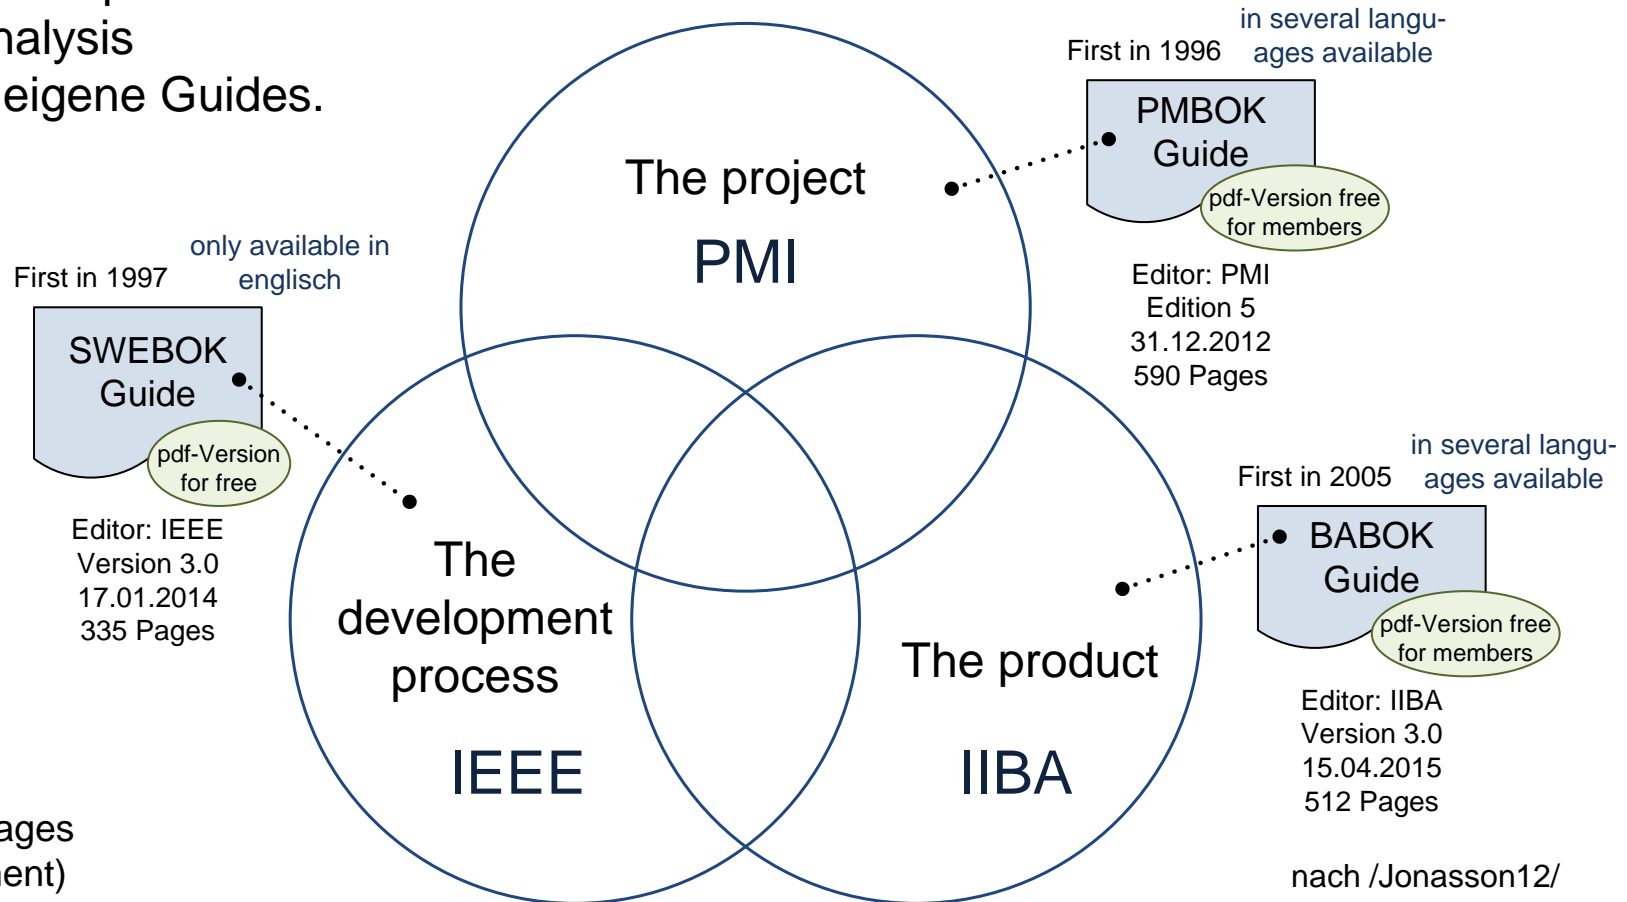 nalysis
eigene Guides.
in several langu-
ages available
First in 1996
PMBOK
Guide
pdf-Version free
for members
Editor: PMI
Edition 5
31.12.2012
590 Pages
The project
PMI
only available in
englisch
First in 1997
SWEBOK
Guide
pdf-Version
for free
Editor: IEEE
Version 3.0
17.01.2014
335 Pages
The
development
process
IEEE
in several langu-
ages available
First in 2005
BABOK
Guide
pdf-Version free
for members
Editor: IIBA
Version 3.0
15.04.2015
512 Pages
The product
IIBA
ages
ent)
nach /Jonasson12/